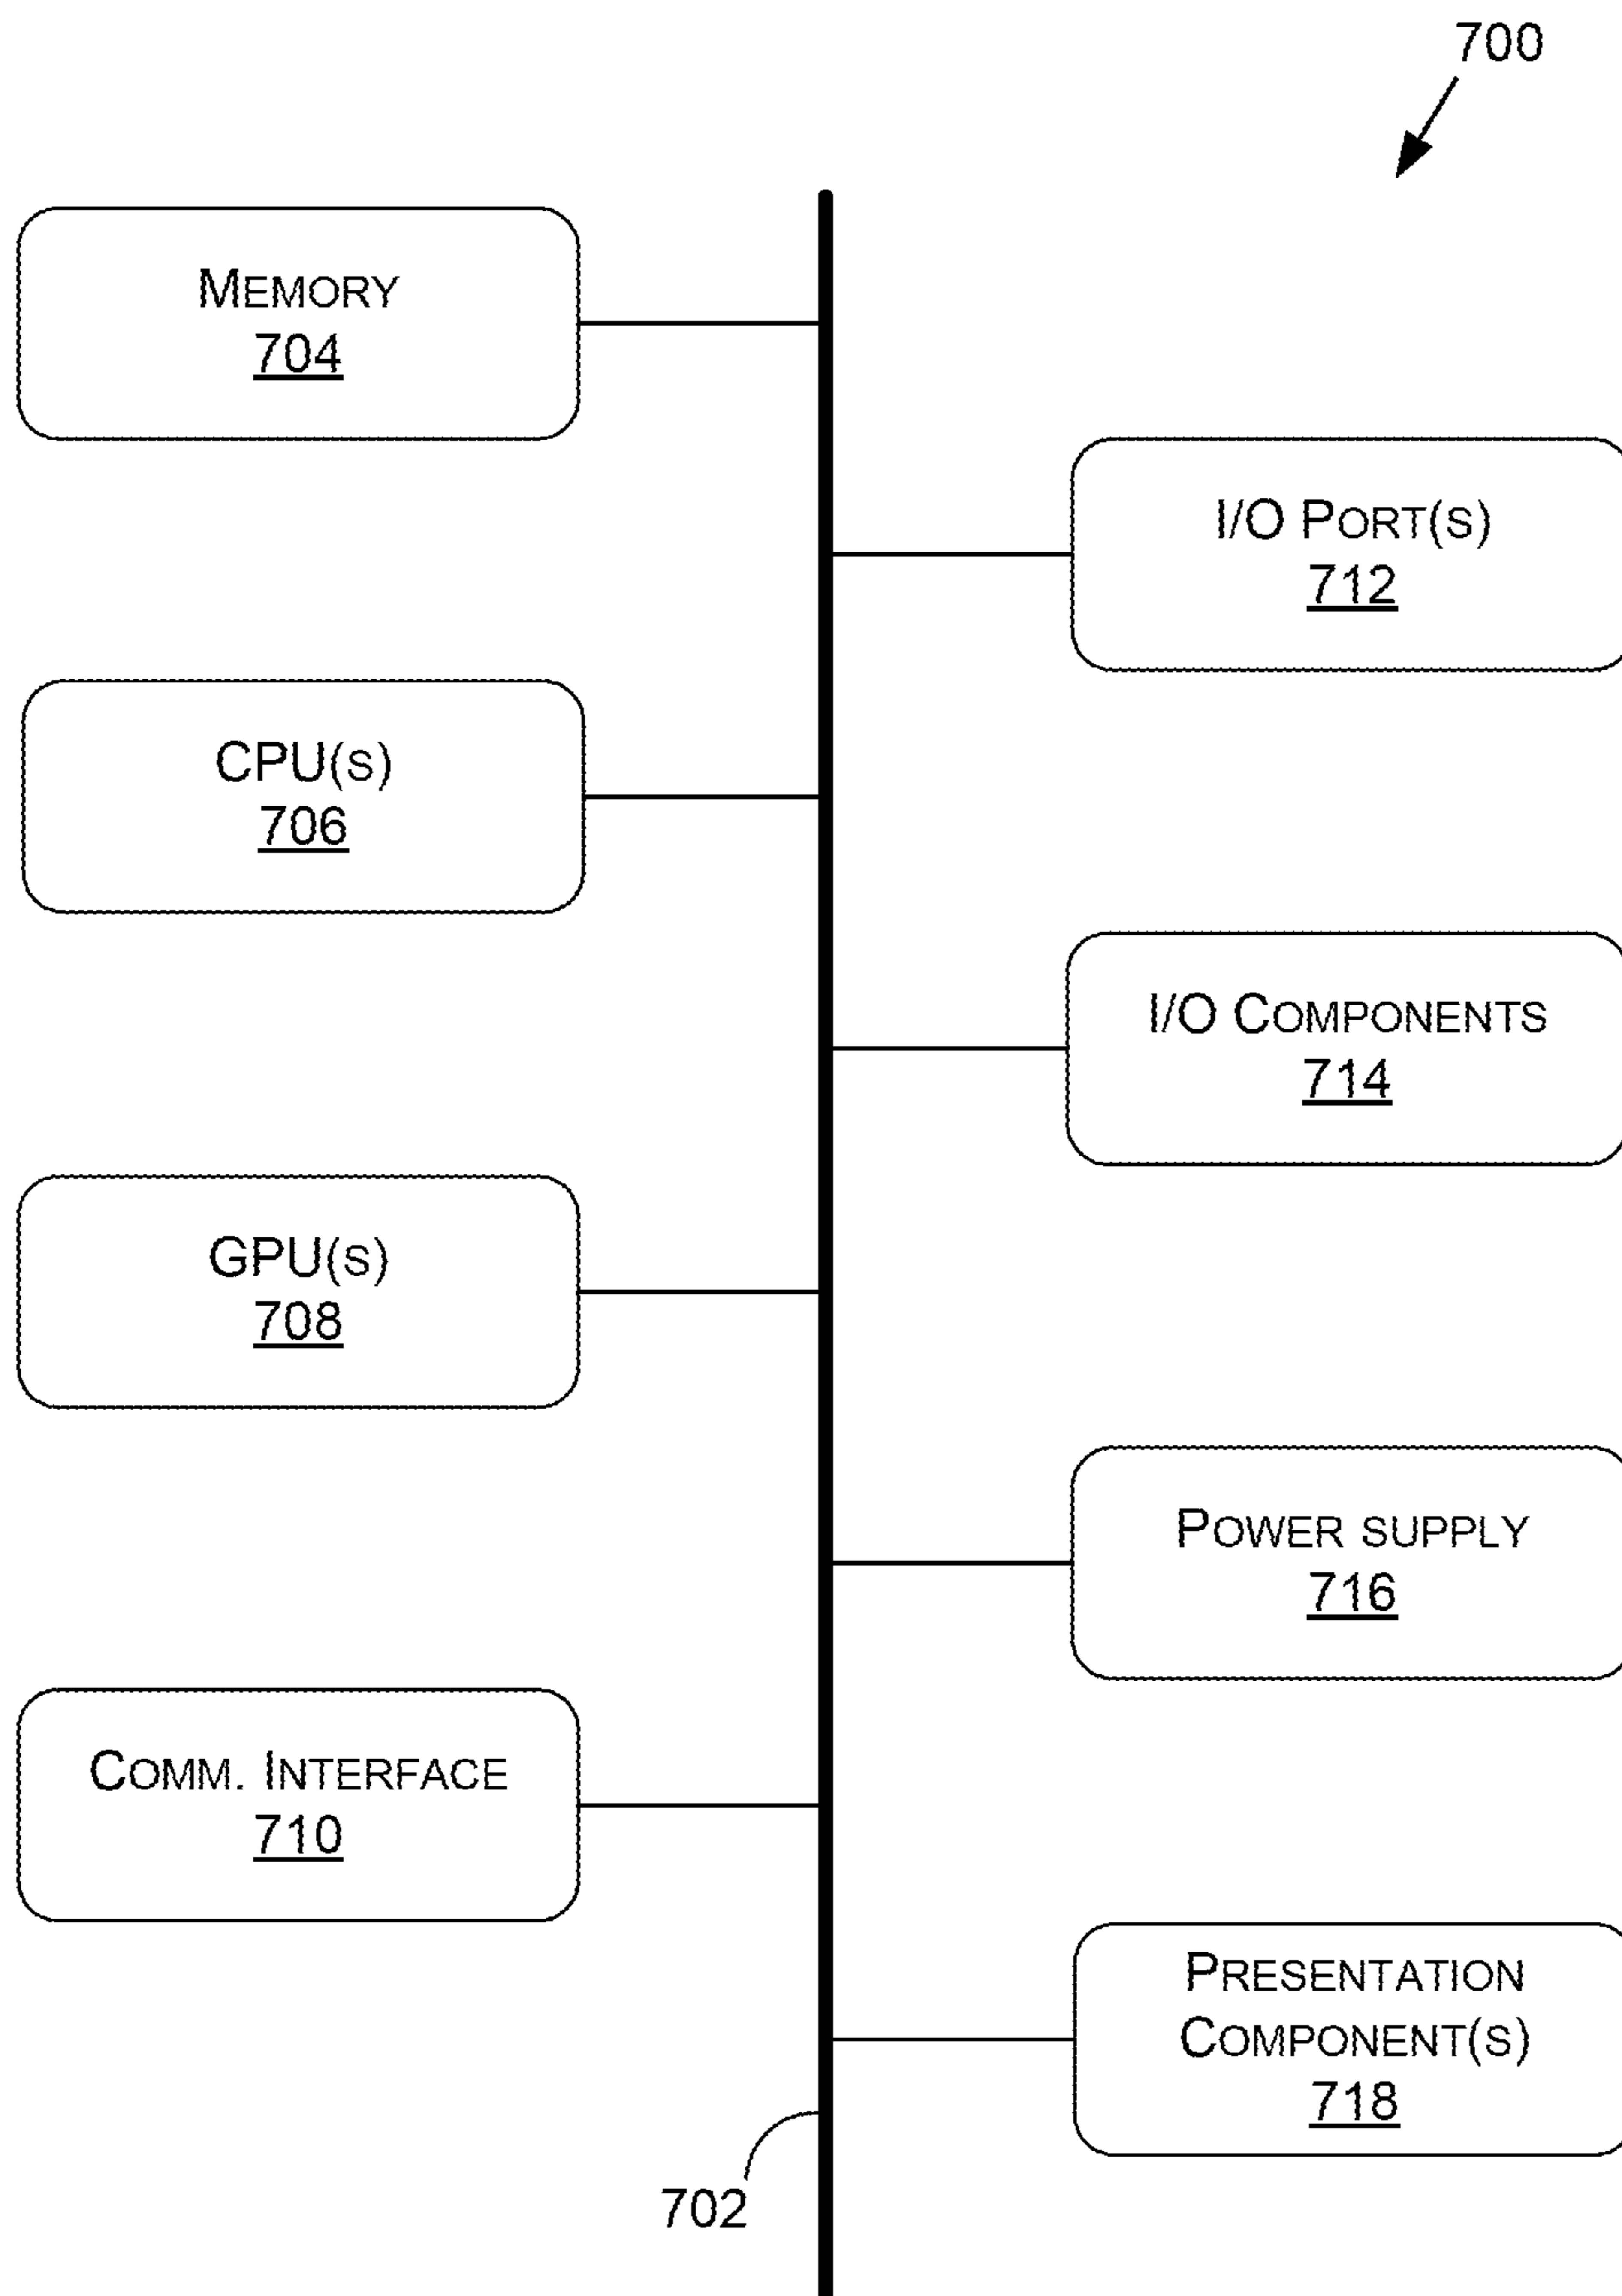 700
MEMORY
704
I/O PORT(S)
712
CPU(S)
706
I/O COMPONENTS
714
GPU(S)
708
POWER SUPPLY
716
COMM. INTERFACE
710
PRESENTATION
COMPONENT(S)
718
702